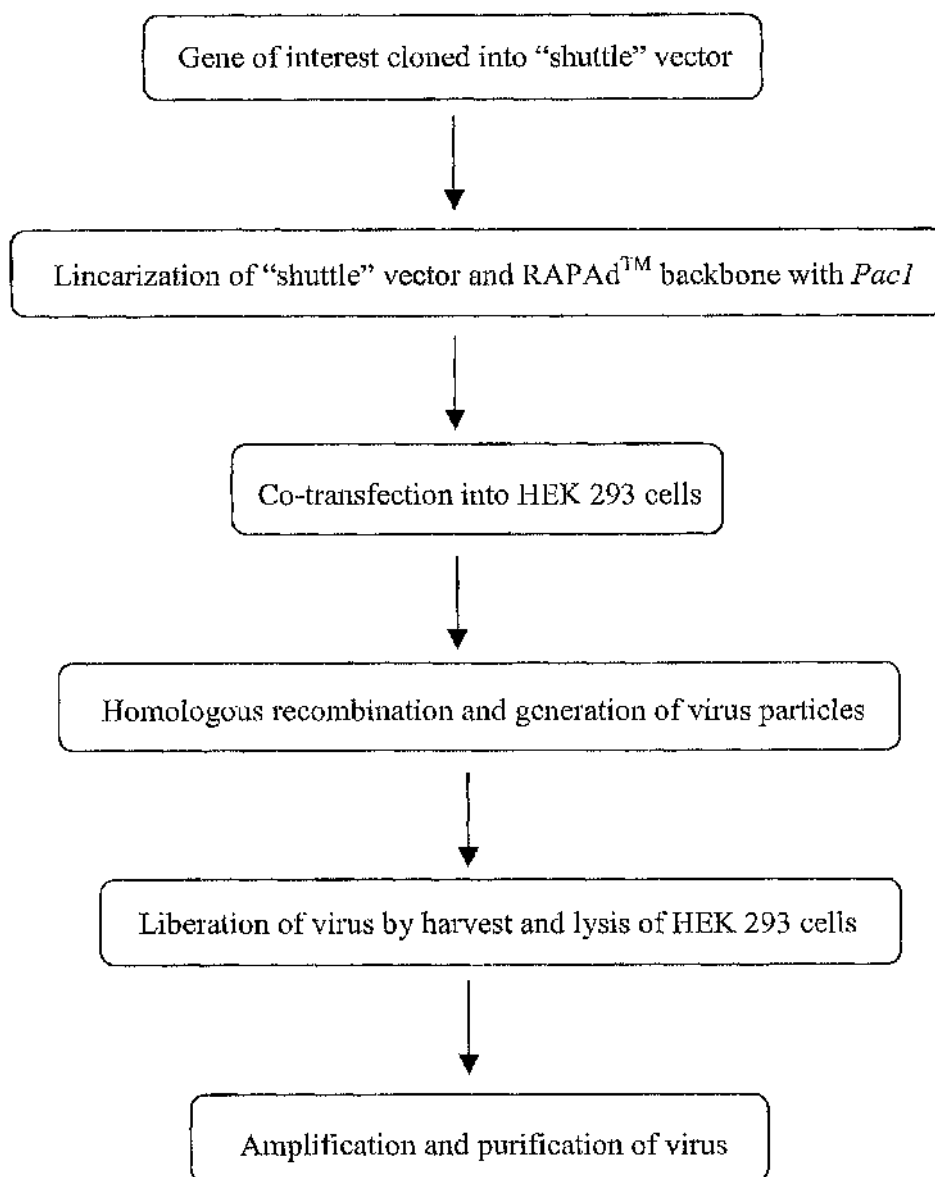 Gene of interest cloned into “shuttle” vector
Linearization of “shuttle” vector and RAPAd™ backbone with Pac1
Co-transfection into HEK 293 cells
Homologous recombination and generation of virus particles
Liberation of virus by harvest and lysis of HEK 293 cells
Amplification and purification of virus